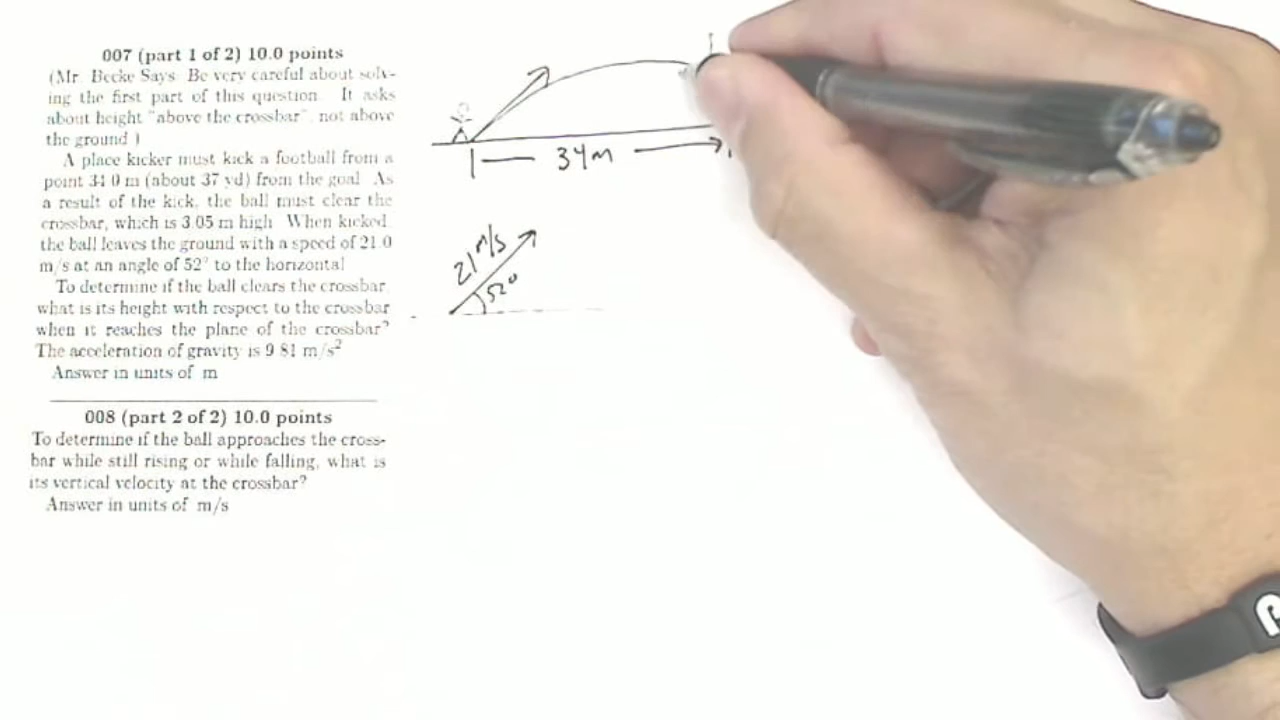 007 (part 1 of 2) 10.0 points
(Mr. Becke Says: Be very careful about solv-
ing the first part of this question. It asks
about height "above the crossbar", not above
the ground.)
A place kicker must kick a football from a
point 34.0 m (about 37 yd) from the goal. As
a result of the kick, the ball must clear the
crossbar, which is 3.05 m high. When kicked
the ball leaves the ground with a speed of 21.0
m/s at an angle of 52° to the horizontal.
To determine if the ball clears the crossbar,
what is its height with respect to the crossbar
when it reaches the plane of the crossbar?
The acceleration of gravity is 9.81 m/s²
Answer in units of m
008 (part 2 of 2) 10.0 points
To determine if the ball approaches the cross-
bar while still rising or while falling, what is
its vertical velocity at the crossbar?
Answer in units of m/s
34m
21 m/s
52°